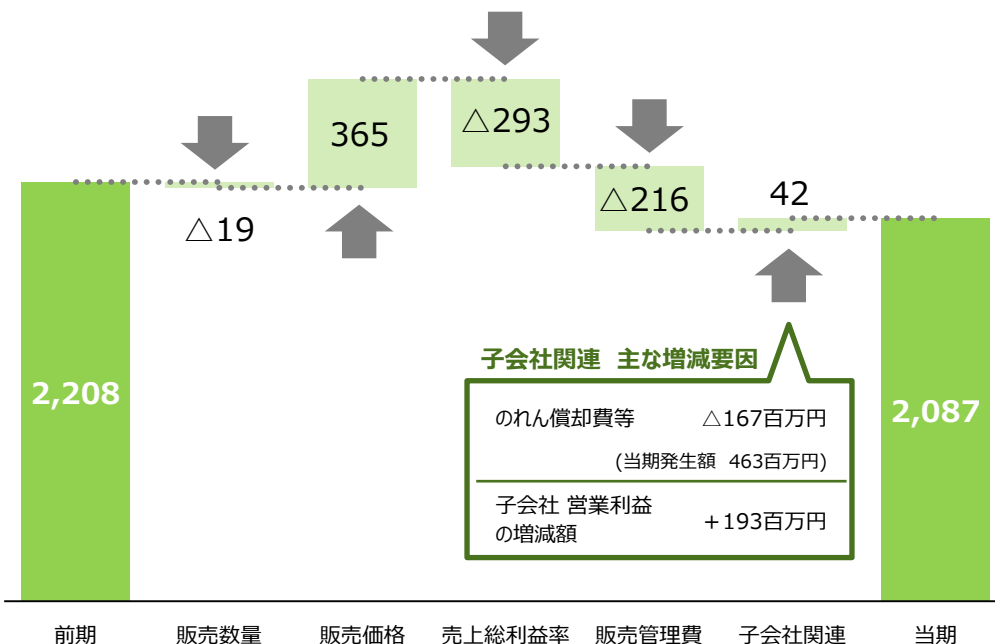 365
△293
△19
△216
42
2,208
2,087
子会社関連 主な増減要因
のれん償却費等 △167百万円
(当期発生額 463百万円)
子会社 営業利益
の増減額
+193百万円
前期 販売数量 販売価格 売上総利益率 販売管理費 子会社関連 当期